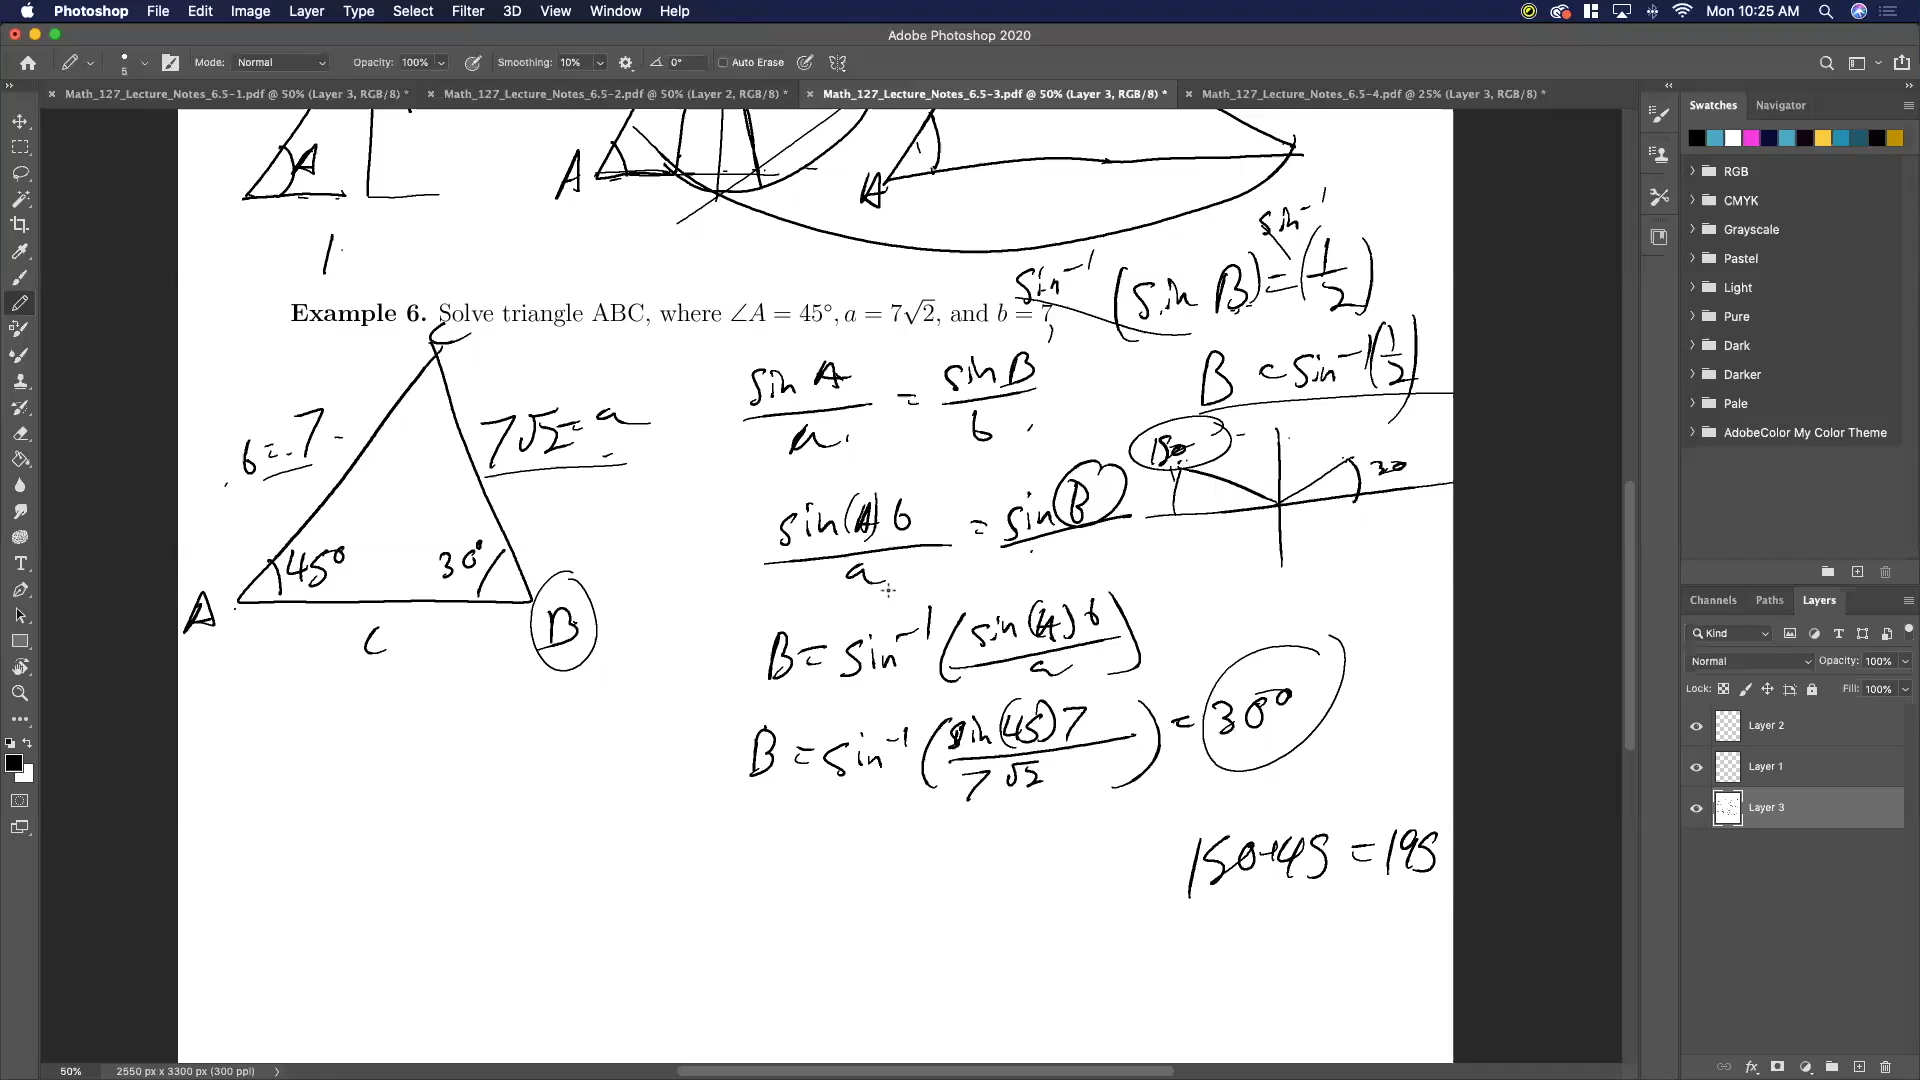 Photoshop File Edit Image Layer Type Select Filter 3D View Window Help Mon 10:25 AM
Adobe Photoshop 2020
5 Mode: Normal Opacity: 100% Smoothing: 10% 0° Auto Erase
Math_127_Lecture_Notes_6.5-1.pdf @ 50% (Layer 3, RGB/8) *
Math_127_Lecture_Notes_6.5-2.pdf @ 50% (Layer 2, RGB/8) *
Math_127_Lecture_Notes_6.5-3.pdf @ 50% (Layer 3, RGB/8) *
Math_127_Lecture_Notes_6.5-4.pdf @ 25% (Layer 3, RGB/8) *
A
A
A
1
Example 6. Solve triangle ABC, where ∠A = 45°, a = 7√2, and b = 7
sin⁻¹ (sin B) = sin⁻¹ (1/2)
B = sin⁻¹(1/2)
C
b = 7
7√2 = a
45°
30°
A
B
C
sin A / a = sin B / b
150
30
sin(A) b / a = sin B
B = sin⁻¹ (sin(A) b / a)
B = sin⁻¹ (sin(45) 7 / 7√2) = 30°
150+45 = 195
Swatches Navigator
RGB
CMYK
Grayscale
Pastel
Light
Pure
Dark
Darker
Pale
AdobeColor My Color Theme
Channels Paths Layers
Kind
Normal Opacity: 100%
Lock: Fill: 100%
Layer 2
Layer 1
Layer 3
50% 2550 px x 3300 px (300 ppi)